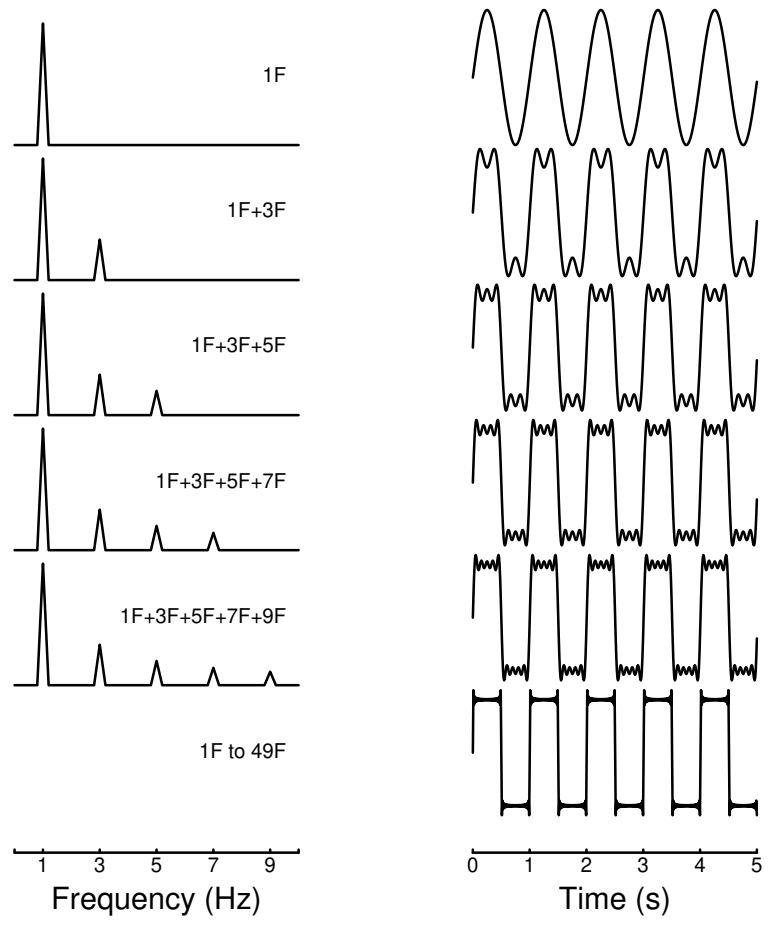 1F
1F+3F
1F+3F+5F
1F+3F+5F+7F
1F+3F+5F+7F+9F
1F to 49F
1 3 5 7 9
Frequency (Hz)
0 1 2 3 4 5
Time (s)